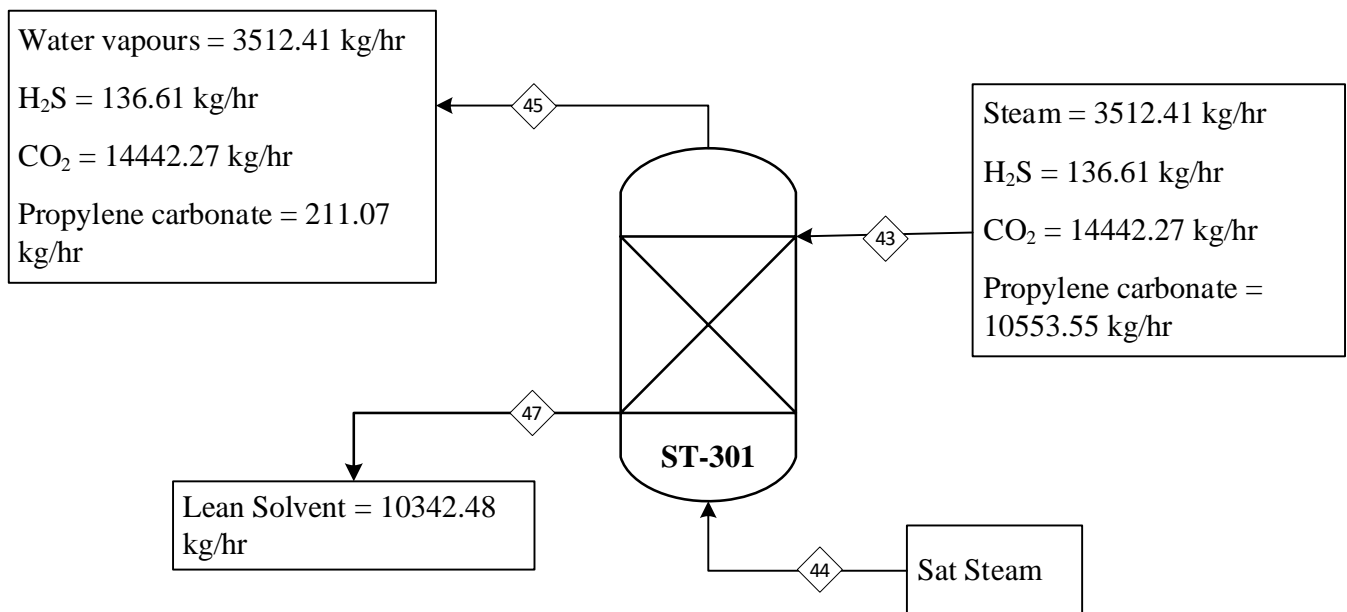 Water vapours = 3512.41 kg/hr
H₂S = 136.61 kg/hr
CO₂ = 14442.27 kg/hr
Propylene carbonate = 211.07
kg/hr
45
Steam = 3512.41 kg/hr
H₂S = 136.61 kg/hr
CO₂ = 14442.27 kg/hr
Propylene carbonate =
10553.55 kg/hr
43
47
ST-301
Lean Solvent = 10342.48
kg/hr
44
Sat Steam